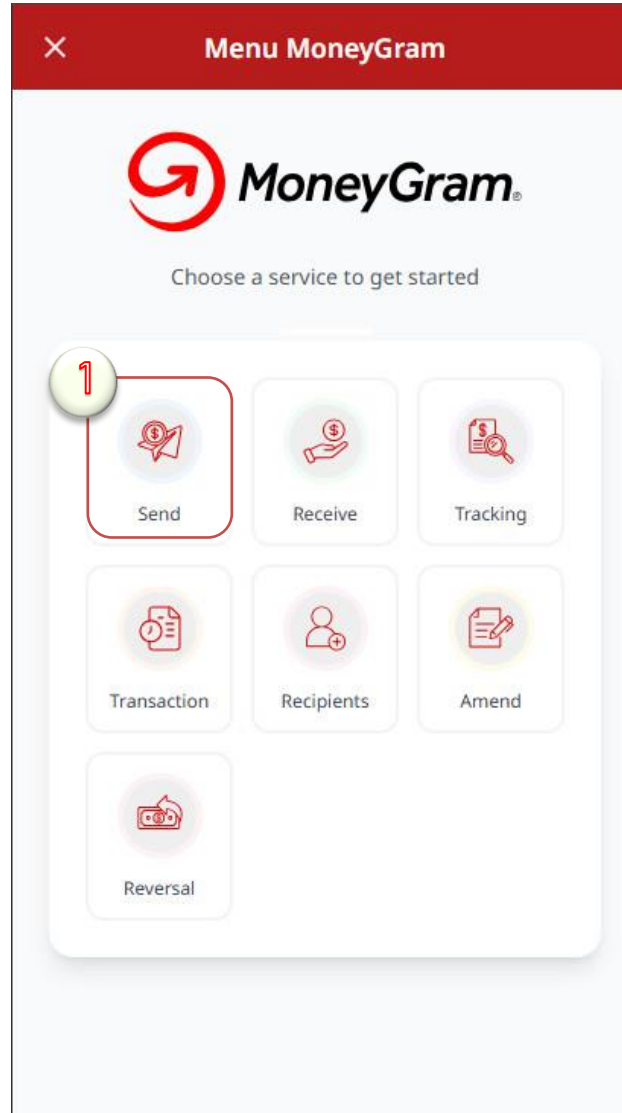 Menu MoneyGram
MoneyGram®
Choose a service to get started
1
Send
Receive
Tracking
Transaction
Recipients
Amend
Reversal